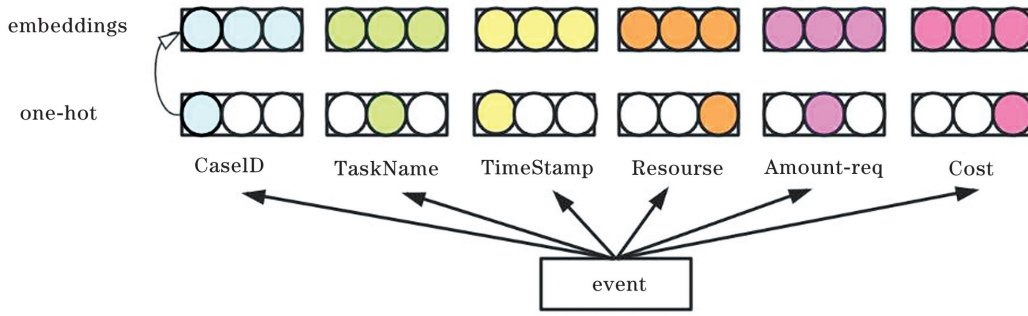 embeddings
one-hot
CaseID TaskName TimeStamp Resourse Amount-req Cost
event